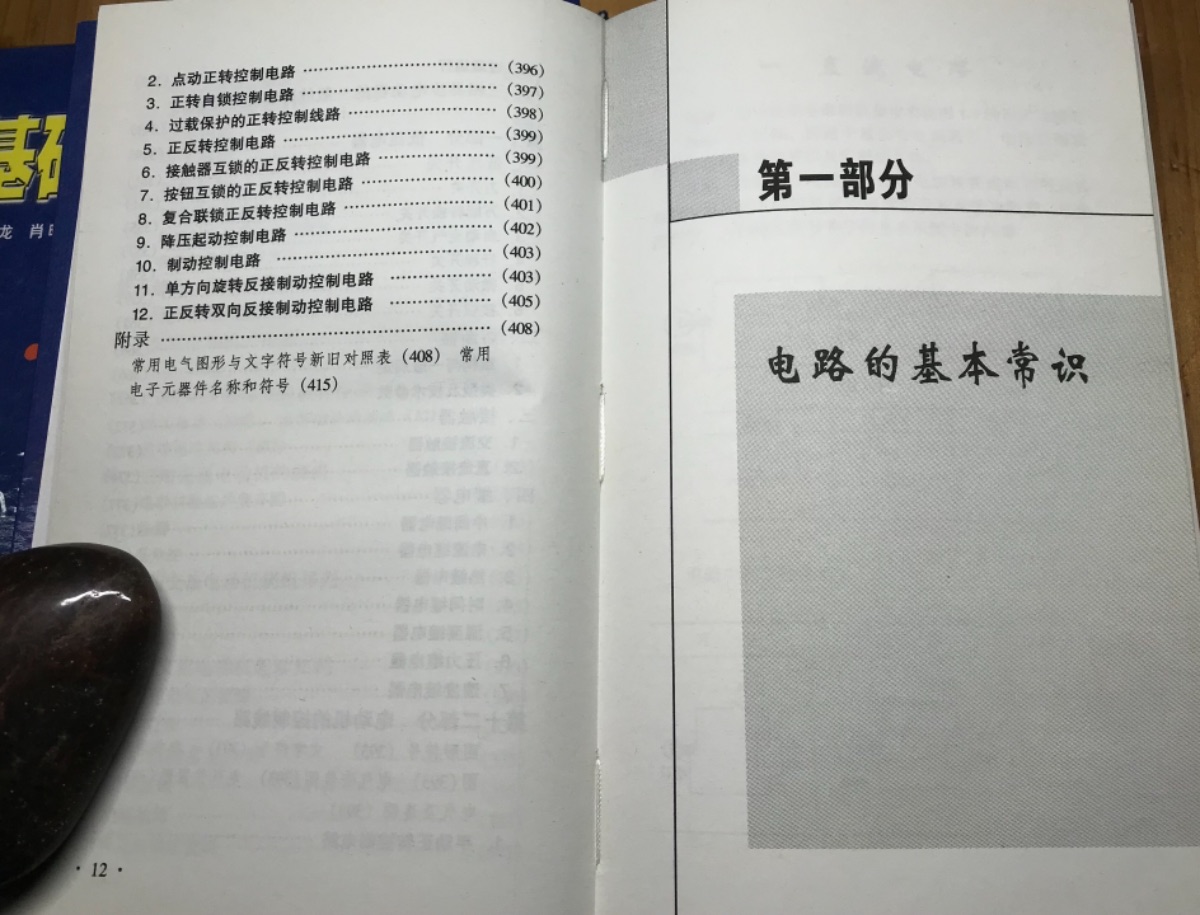 基础
龙 肖
2. 点动正转控制电路 ························ (396)
3. 正转自锁控制电路 ························ (397)
4. 过载保护的正转控制线路 ·················· (398)
5. 正反转控制电路 ·························· (399)
6. 接触器互锁的正反转控制电路 ·············· (399)
7. 按钮互锁的正反转控制电路 ················ (400)
8. 复合联锁正反转控制电路 ·················· (401)
9. 降压起动控制电路 ························ (402)
10. 制动控制电路 ··························· (403)
11. 单方向旋转反接制动控制电路 ············· (403)
12. 正反转双向反接制动控制电路 ············· (405)
附录 ······································· (408)
常用电气图形与文字符号新旧对照表(408) 常用
电子元器件名称和符号(415)
· 12 ·
第一部分
电路的基本常识